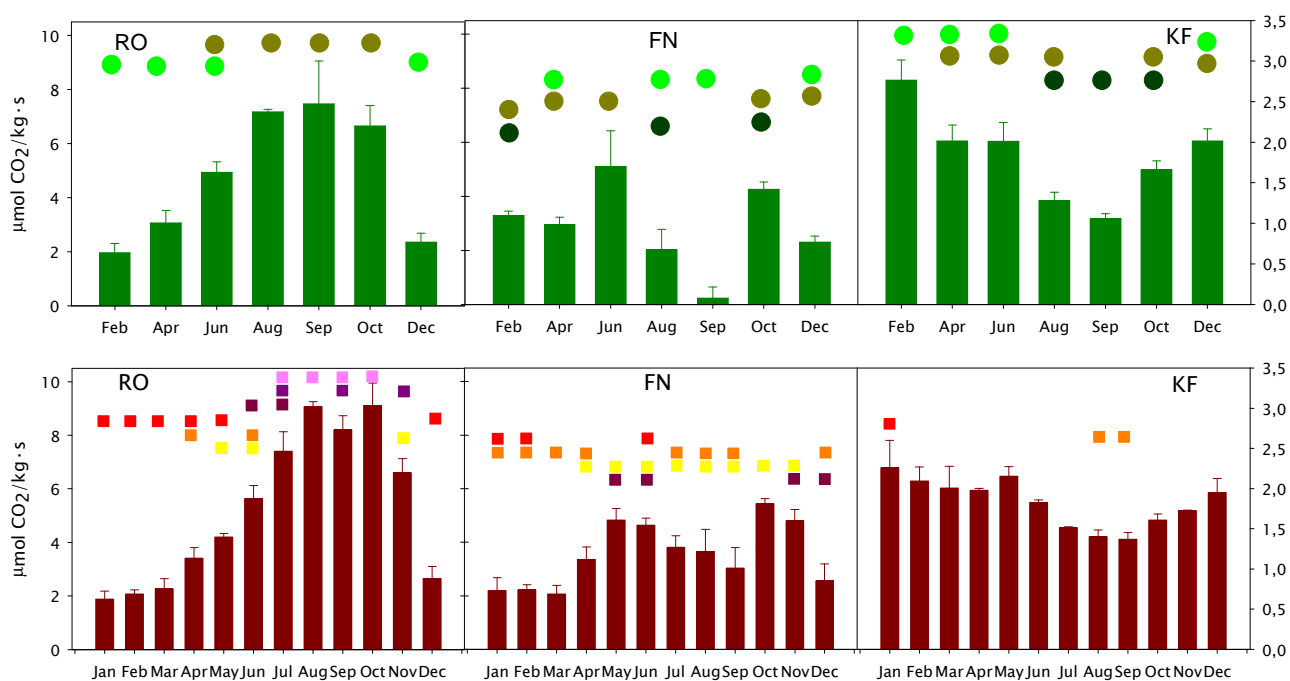 RO
FN
KF
μmol CO2/kg·s
10
8
6
4
2
0
3,5
3,0
2,5
2,0
1,5
1,0
0,5
0,0
Feb Apr Jun Aug Sep Oct Dec
Feb Apr Jun Aug Sep Oct Dec
Feb Apr Jun Aug Sep Oct Dec
RO
FN
KF
μmol CO2/kg·s
10
8
6
4
2
0
3,5
3,0
2,5
2,0
1,5
1,0
0,5
0,0
Jan Feb Mar Apr May Jun Jul Aug Sep Oct Nov Dec
Jan Feb Mar Apr May Jun Jul Aug Sep Oct Nov Dec
Jan Feb Mar Apr May Jun Jul Aug Sep Oct Nov Dec